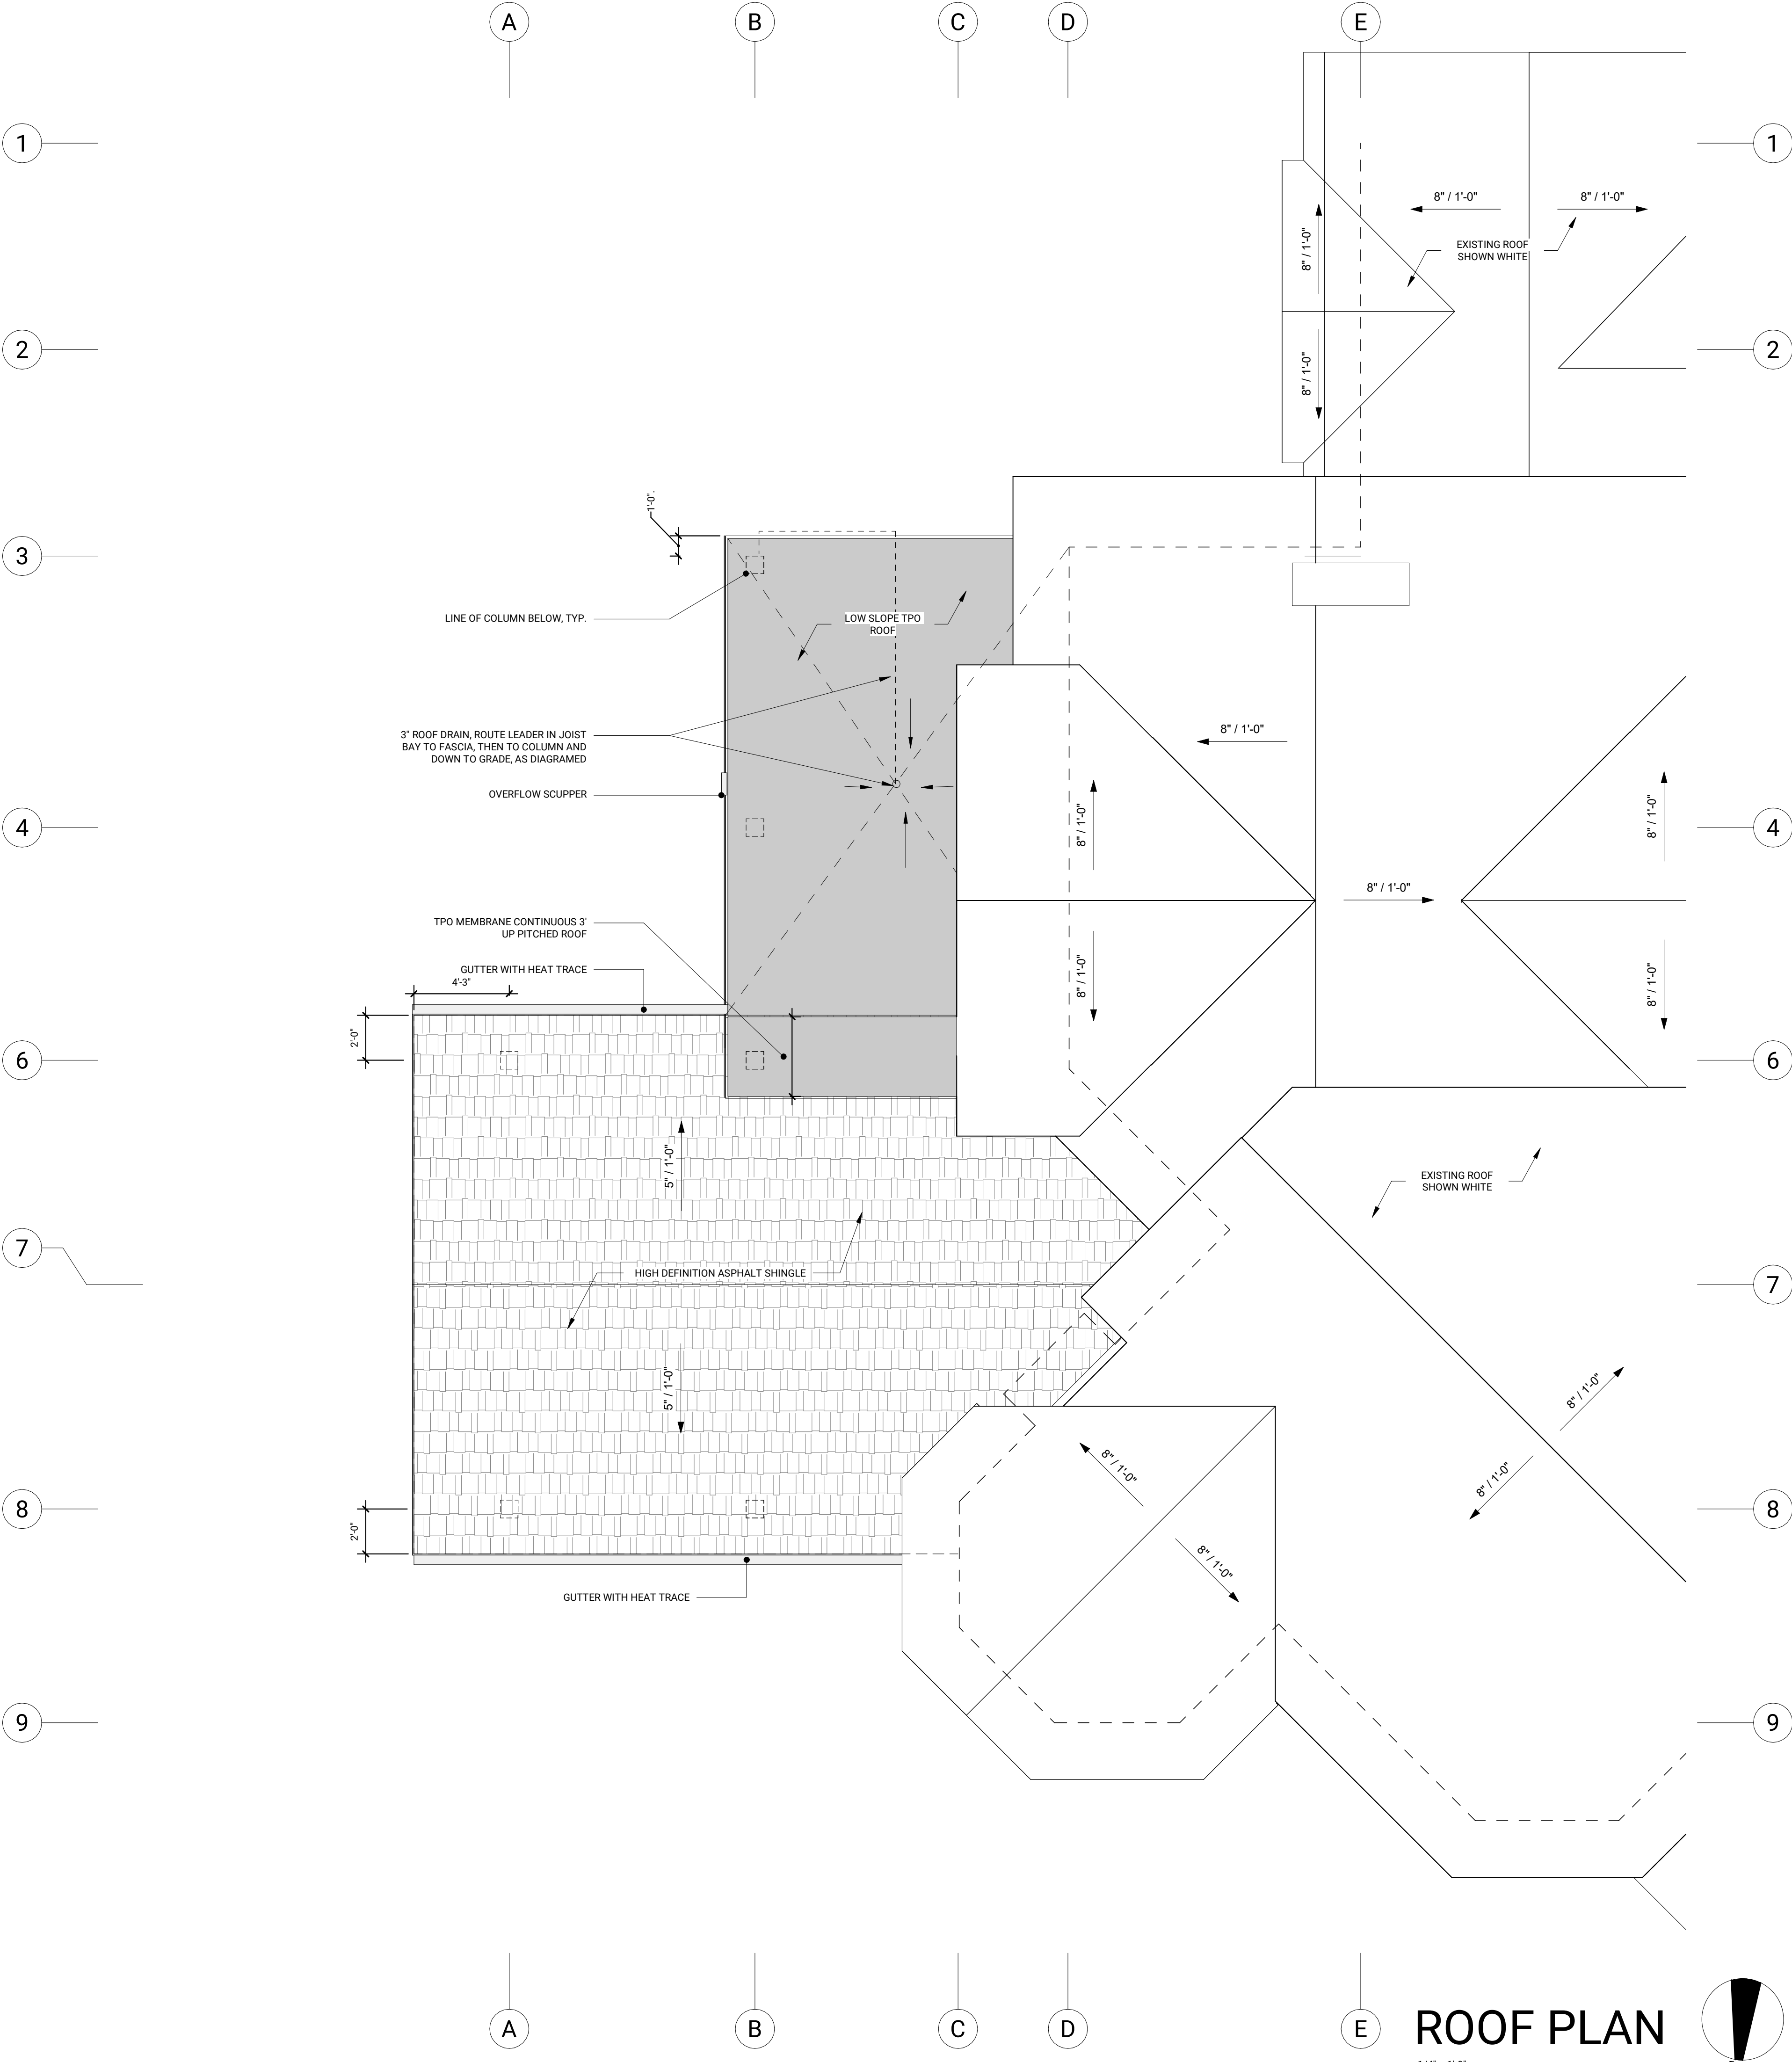 A
B
C
D
E
1
1
8" / 1'-0"
8" / 1'-0"
8" / 1'-0"
EXISTING ROOF
SHOWN WHITE
2
2
8" / 1'-0"
1'-0"
3
3
LINE OF COLUMN BELOW, TYP.
LOW SLOPE TPO
ROOF
3" ROOF DRAIN, ROUTE LEADER IN JOIST
BAY TO FASCIA, THEN TO COLUMN AND
DOWN TO GRADE, AS DIAGRAMED
8" / 1'-0"
OVERFLOW SCUPPER
4
4
8" / 1'-0"
8" / 1'-0"
8" / 1'-0"
TPO MEMBRANE CONTINUOUS 3'
UP PITCHED ROOF
GUTTER WITH HEAT TRACE
4'-3"
8" / 1'-0"
8" / 1'-0"
2'-0"
6
6
5" / 1'-0"
EXISTING ROOF
SHOWN WHITE
7
7
HIGH DEFINITION ASPHALT SHINGLE
5" / 1'-0"
8" / 1'-0"
8" / 1'-0"
8" / 1'-0"
8
8
2'-0"
8" / 1'-0"
GUTTER WITH HEAT TRACE
9
9
A
B
C
D
E
ROOF PLAN